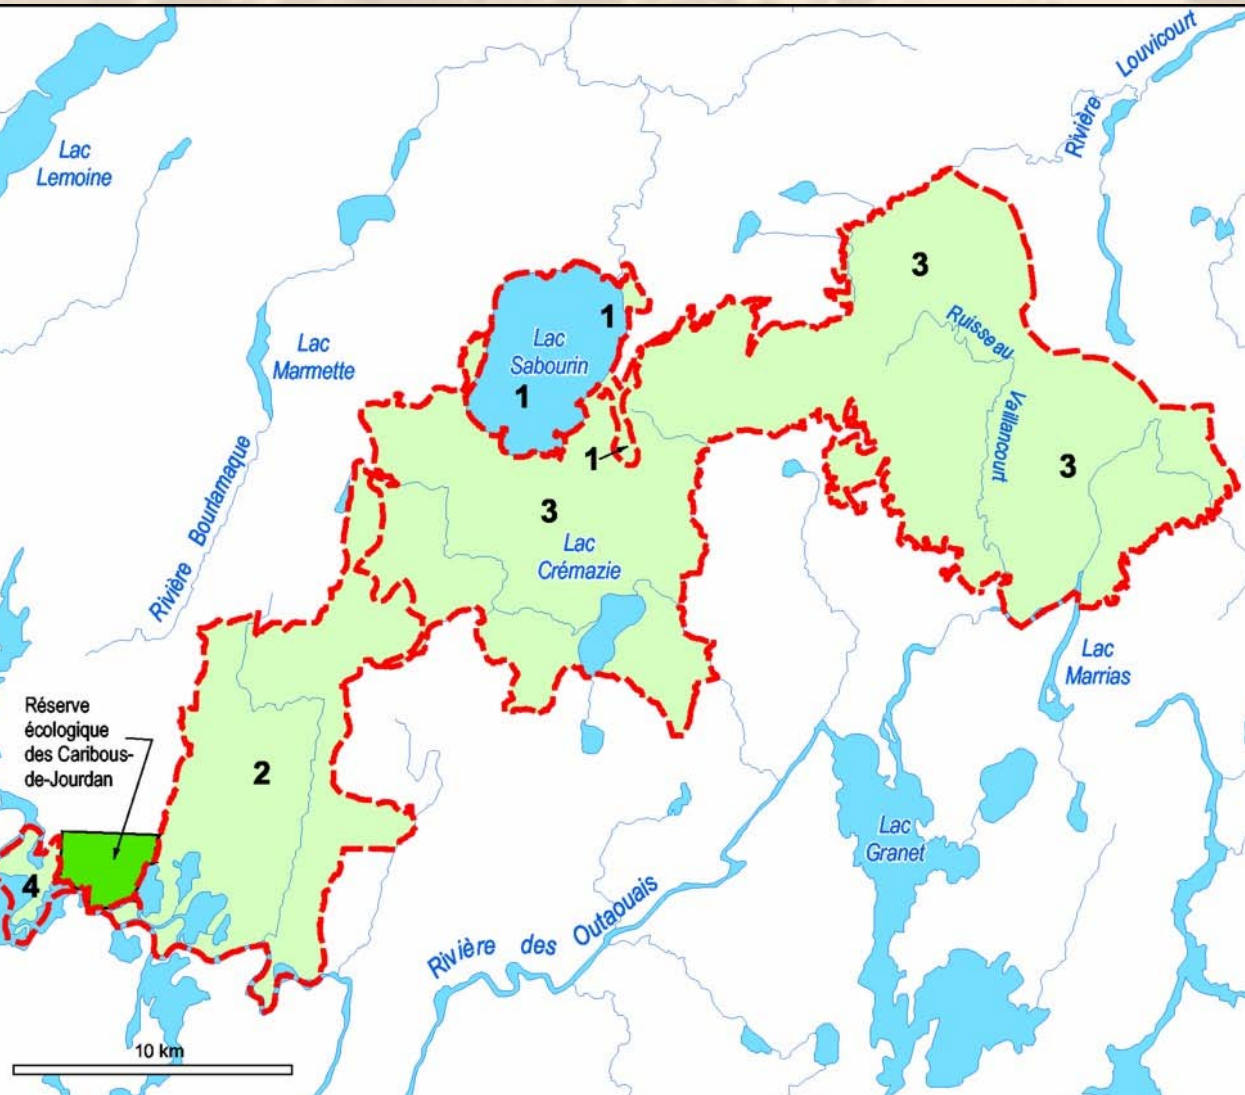 Louvicourt
Rivière
Lac
Lemoine
3
Ruisseau
Vaillancourt
1
Lac
Sabourin
1
Lac
Marmette
1
3
3
Lac
Crémazie
Rivière Bourlamaque
Lac
Marrias
Réserve
écologique
des Caribous-
de-Jourdan
2
4
Lac
Granet
Rivière des Outaouais
10 km